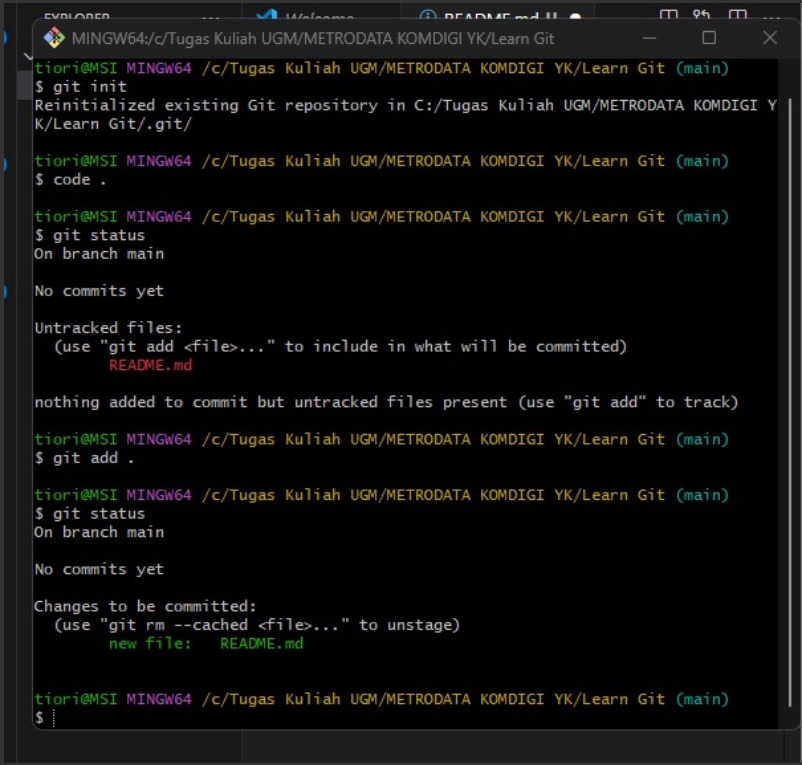 EXPLORER ... Welcome README.md
MINGW64:/c/Tugas Kuliah UGM/METRODATA KOMDIGI YK/Learn Git
tiori@MSI MINGW64 /c/Tugas Kuliah UGM/METRODATA KOMDIGI YK/Learn Git (main)
$ git init
Reinitialized existing Git repository in C:/Tugas Kuliah UGM/METRODATA KOMDIGI Y
K/Learn Git/.git/
tiori@MSI MINGW64 /c/Tugas Kuliah UGM/METRODATA KOMDIGI YK/Learn Git (main)
$ code .
tiori@MSI MINGW64 /c/Tugas Kuliah UGM/METRODATA KOMDIGI YK/Learn Git (main)
$ git status
On branch main
No commits yet
Untracked files:
(use "git add <file>..." to include in what will be committed)
README.md
nothing added to commit but untracked files present (use "git add" to track)
tiori@MSI MINGW64 /c/Tugas Kuliah UGM/METRODATA KOMDIGI YK/Learn Git (main)
$ git add .
tiori@MSI MINGW64 /c/Tugas Kuliah UGM/METRODATA KOMDIGI YK/Learn Git (main)
$ git status
On branch main
No commits yet
Changes to be committed:
(use "git rm --cached <file>..." to unstage)
new file:   README.md
tiori@MSI MINGW64 /c/Tugas Kuliah UGM/METRODATA KOMDIGI YK/Learn Git (main)
$